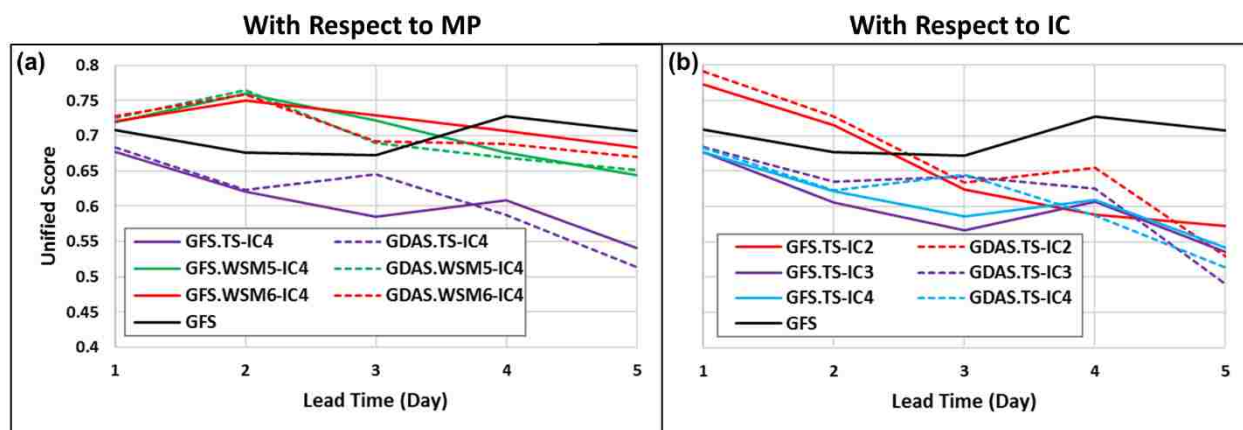 With Respect to MP
With Respect to IC
(a)
0.8
0.75
0.7
0.65
0.6
0.55
0.5
0.45
0.4
Unified Score
GFS.TS-IC4
GDAS.TS-IC4
GFS.WSM5-IC4
GDAS.WSM5-IC4
GFS.WSM6-IC4
GDAS.WSM6-IC4
GFS
1 2 3 4 5
Lead Time (Day)
(b)
GFS.TS-IC2
GDAS.TS-IC2
GFS.TS-IC3
GDAS.TS-IC3
GFS.TS-IC4
GDAS.TS-IC4
GFS
1 2 3 4 5
Lead Time (Day)